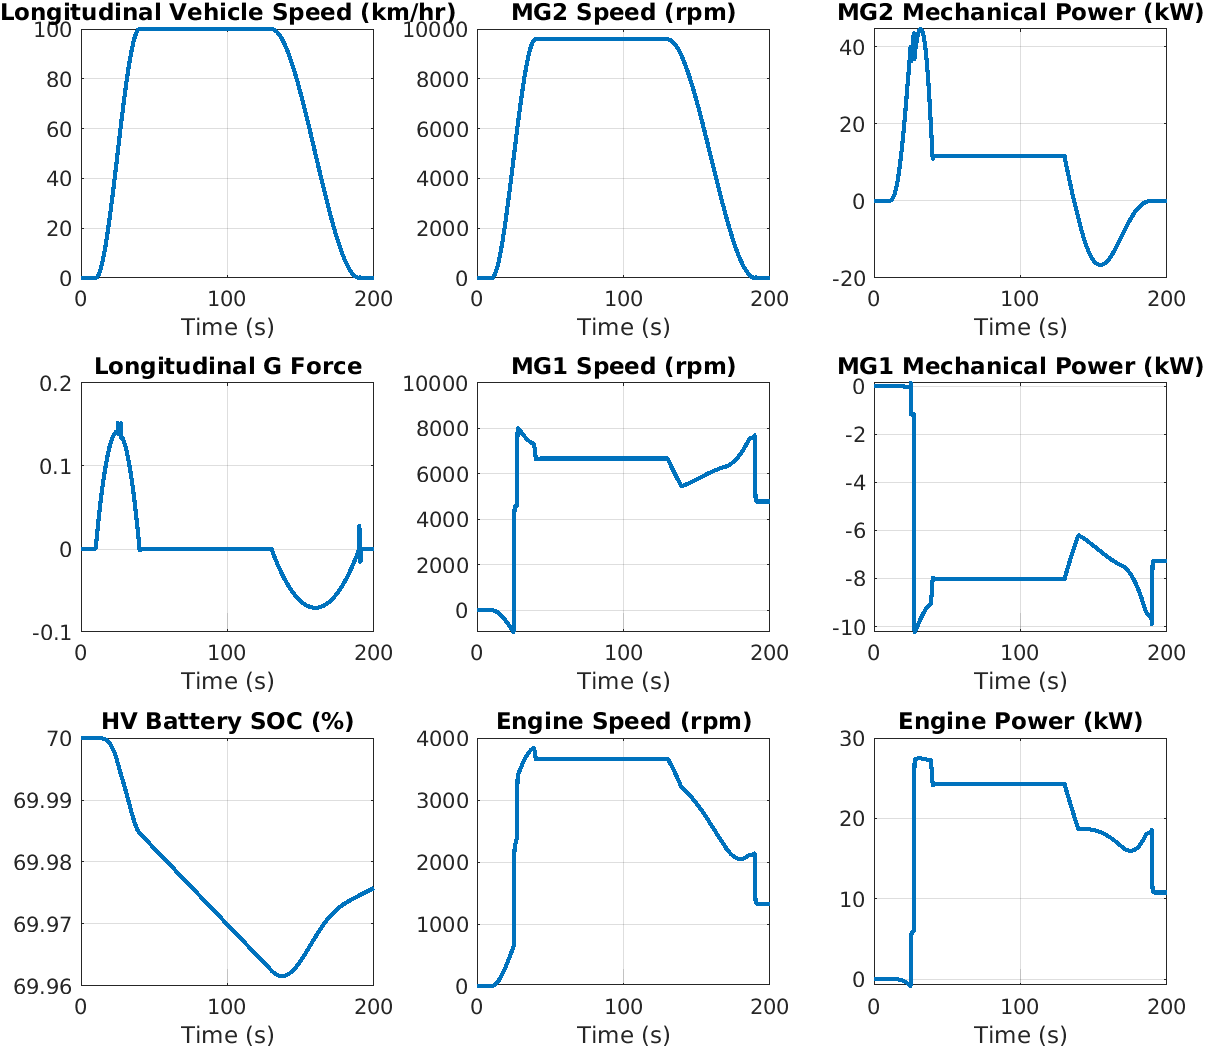 Longitudinal Vehicle Speed (km/hr)
100
80
60
40
20
0
0 100 200
Time (s)
MG2 Speed (rpm)
10000
8000
6000
4000
2000
0
0 100 200
Time (s)
MG2 Mechanical Power (kW)
40
20
0
-20
0 100 200
Time (s)
Longitudinal G Force
0.2
0.1
0
-0.1
0 100 200
Time (s)
MG1 Speed (rpm)
10000
8000
6000
4000
2000
0
0 100 200
Time (s)
MG1 Mechanical Power (kW)
0
-2
-4
-6
-8
-10
0 100 200
Time (s)
HV Battery SOC (%)
70
69.99
69.98
69.97
69.96
0 100 200
Time (s)
Engine Speed (rpm)
4000
3000
2000
1000
0
0 100 200
Time (s)
Engine Power (kW)
30
20
10
0
0 100 200
Time (s)